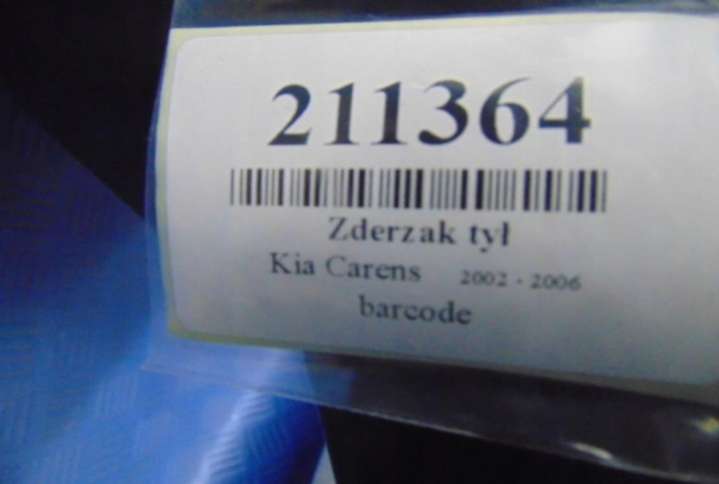 211364
Zderzak tył
Kia Carens 2002 - 2006
barcode